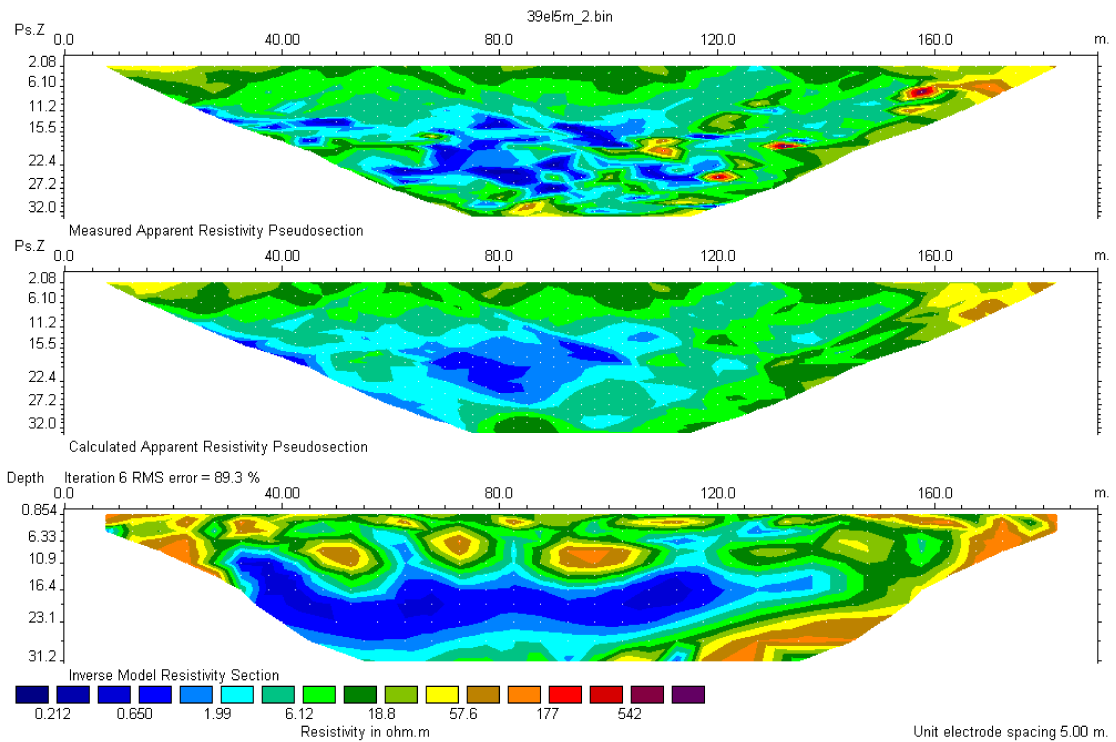 39el5m_2.bin
Ps.Z 0.0 40.00 80.0 120.0 160.0 m.
2.08
6.10
11.2
15.5
22.4
27.2
32.0
Measured Apparent Resistivity Pseudosection
Ps.Z 0.0 40.00 80.0 120.0 160.0 m.
2.08
6.10
11.2
15.5
22.4
27.2
32.0
Calculated Apparent Resistivity Pseudosection
Depth Iteration 6 RMS error = 89.3 %
0.0 40.00 80.0 120.0 160.0 m.
0.854
6.33
10.9
16.4
23.1
31.2
Inverse Model Resistivity Section
0.212 0.650 1.99 6.12 18.8 57.6 177 542
Resistivity in ohm.m Unit electrode spacing 5.00 m.